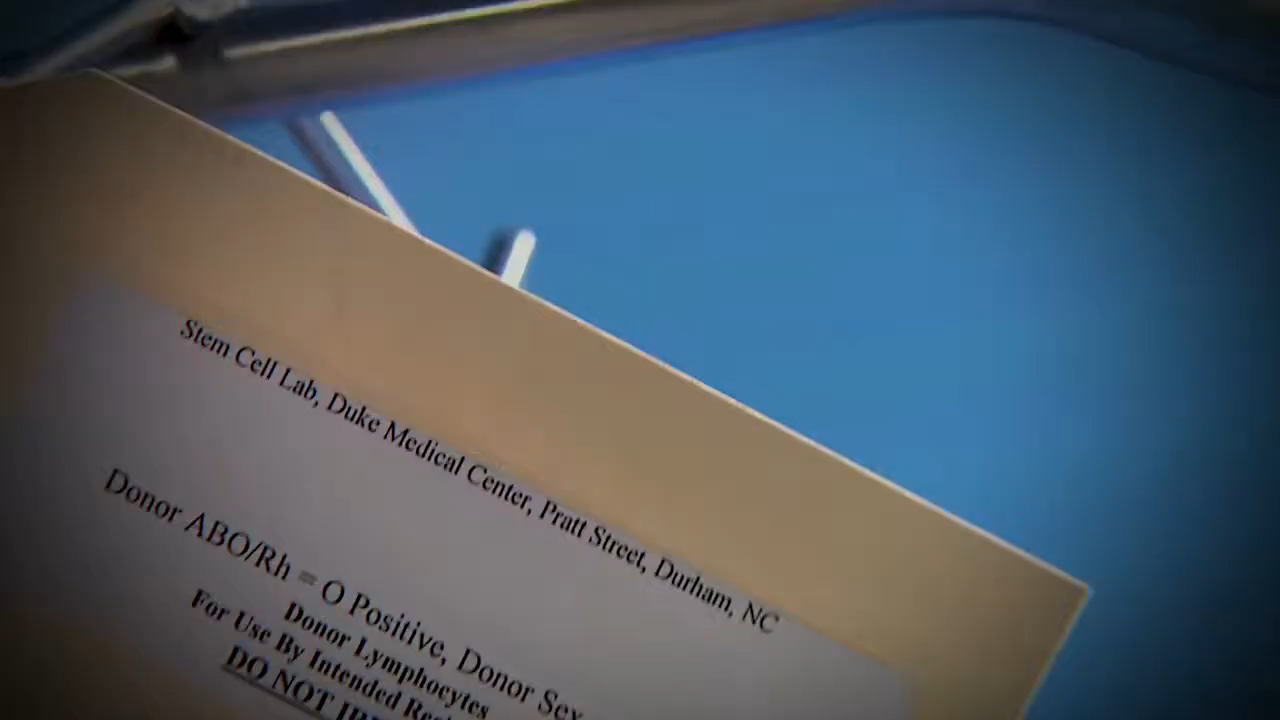 Stem Cell Lab, Duke Medical Center, Pratt Street, Durham, NC
Donor ABO/Rh = O Positive, Donor Sex
Donor Lymphocytes
For Use By Intended
DO NOT